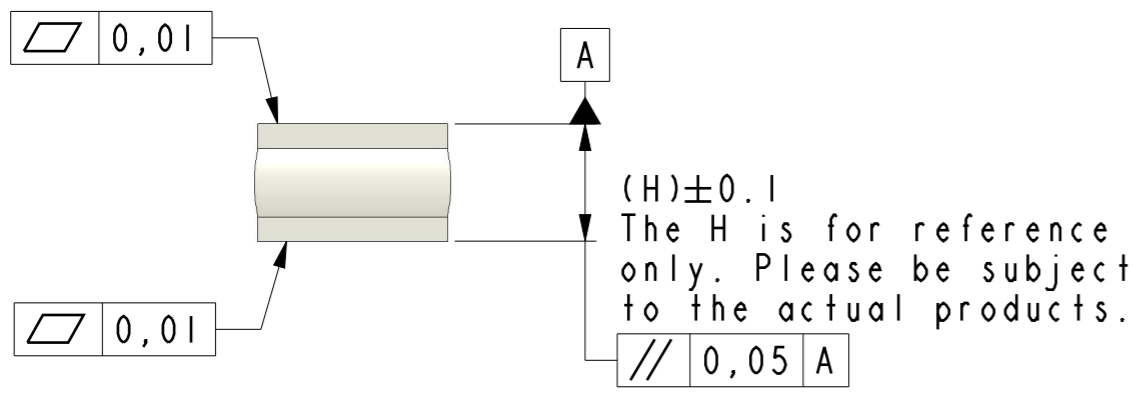 0,01
A
(H)±0.1
The H is for reference
only. Please be subject
to the actual products.
0,01
// 0,05 A